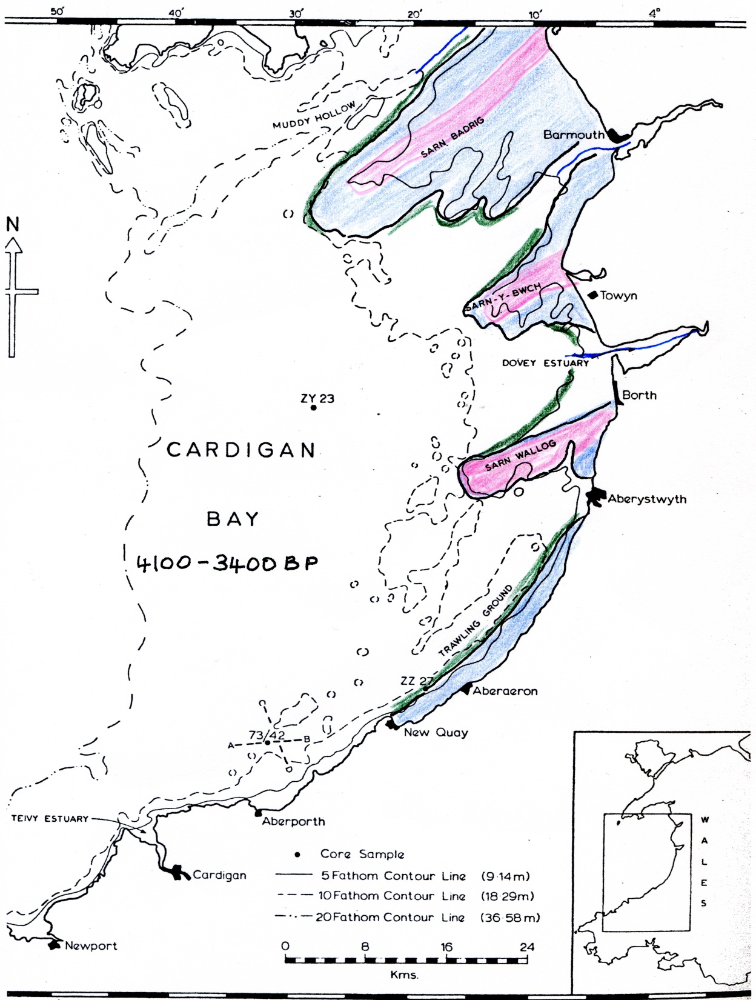 50' 40' 30' 20' 10' 4°
MUDDY HOLLOW
SARN BADRIG
Barmouth
N
SARN-Y-BWCH
Towyn
DOVEY ESTUARY
ZY 23
Borth
CARDIGAN
SARN WALLOG
Aberystwyth
BAY
4100-3400 BP
TRAWLING GROUND
ZZ 27
Aberaeron
New Quay
73/42
A B
C
D
TEIVY ESTUARY
Aberporth
Cardigan
Newport
Core Sample
5 Fathom Contour Line (9·14m)
10 Fathom Contour Line (18·29m)
20 Fathom Contour Line (36·58m)
0 8 16 24
Kms.
WALES